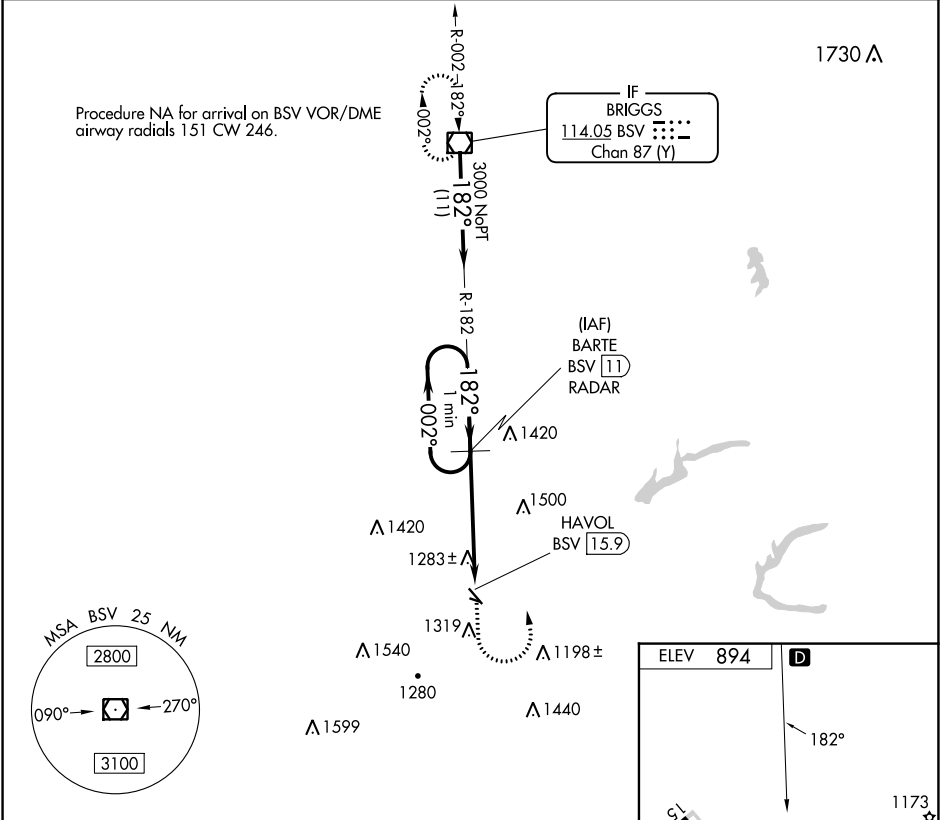 R-002
182°
002°
1730
Procedure NA for arrival on BSV VOR/DME
airway radials 151 CW 246.
IF
BRIGGS
114.05 BSV
Chan 87 (Y)
3000 NoPT
182°
(11)
R-182
(IAF)
BARTE
BSV 11
RADAR
182°
1 min
002°
1420
1500
1420
HAVOL
BSV 15.9
1283±
1319
1540
1198±
1280
1440
1599
MSA BSV 25 NM
2800
090°
270°
3100
ELEV 894
D
182°
1173
15